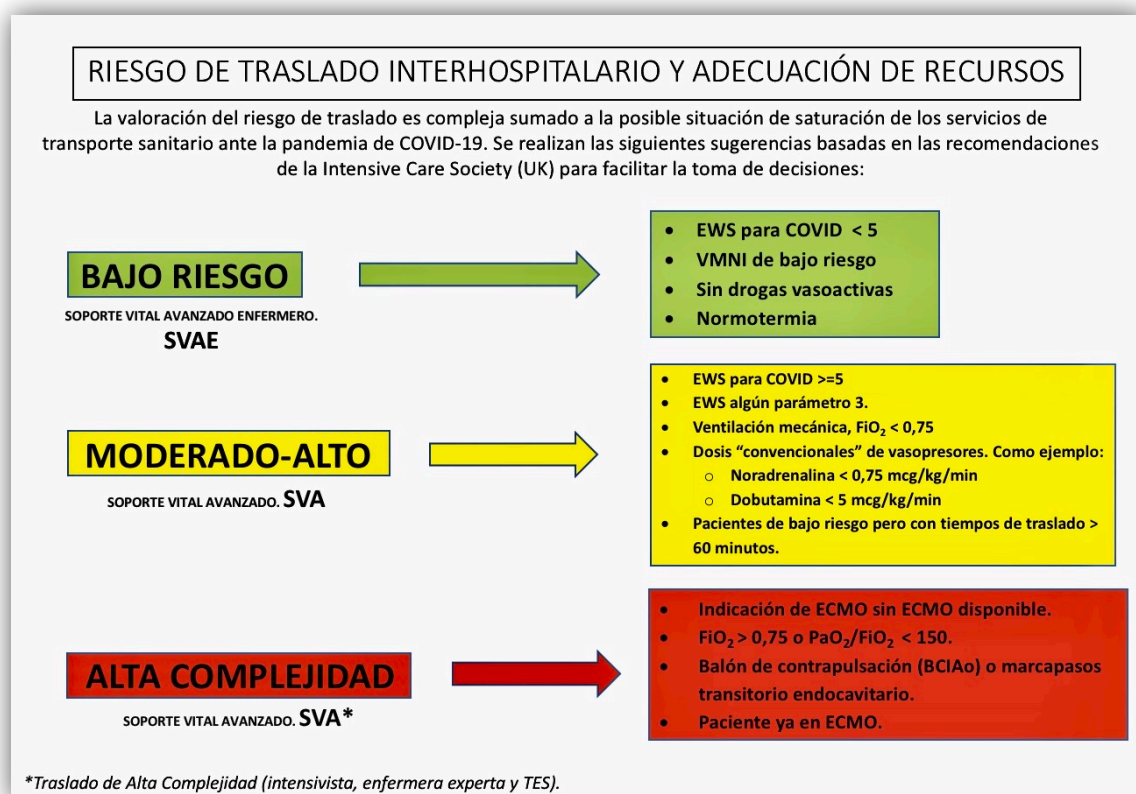 RIESGO DE TRASLADO INTERHOSPITALARIO Y ADECUACIÓN DE RECURSOS
La valoración del riesgo de traslado es compleja sumado a la posible situación de saturación de los servicios de
transporte sanitario ante la pandemia de COVID-19. Se realizan las siguientes sugerencias basadas en las recomendaciones
de la Intensive Care Society (UK) para facilitar la toma de decisiones:
BAJO RIESGO
SOPORTE VITAL AVANZADO ENFERMERO.
SVAE
• EWS para COVID < 5
• VMNI de bajo riesgo
• Sin drogas vasoactivas
• Normotermia
MODERADO-ALTO
SOPORTE VITAL AVANZADO. SVA
• EWS para COVID >=5
• EWS algún parámetro 3.
• Ventilación mecánica, FiO₂ < 0,75
• Dosis “convencionales” de vasopresores. Como ejemplo:
o Noradrenalina < 0,75 mcg/kg/min
o Dobutamina < 5 mcg/kg/min
• Pacientes de bajo riesgo pero con tiempos de traslado >
60 minutos.
ALTA COMPLEJIDAD
SOPORTE VITAL AVANZADO. SVA*
• Indicación de ECMO sin ECMO disponible.
• FiO₂ > 0,75 o PaO₂/FiO₂ < 150.
• Balón de contrapulsación (BCIAo) o marcapasos
transitorio endocavitario.
• Paciente ya en ECMO.
*Traslado de Alta Complejidad (intensivista, enfermera experta y TES).